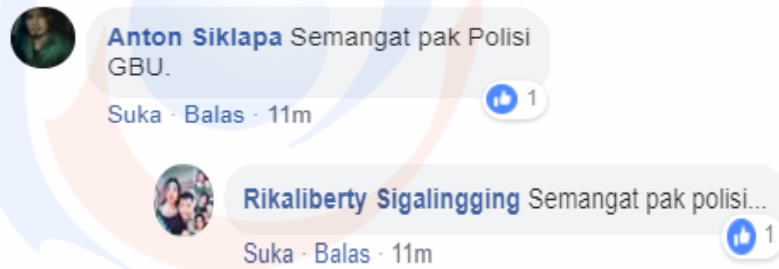 Anton Siklapa Semangat pak Polisi
GBU.
1
Suka · Balas · 11m
Rikaliberty Sigalingging Semangat pak polisi...
1
Suka · Balas · 11m